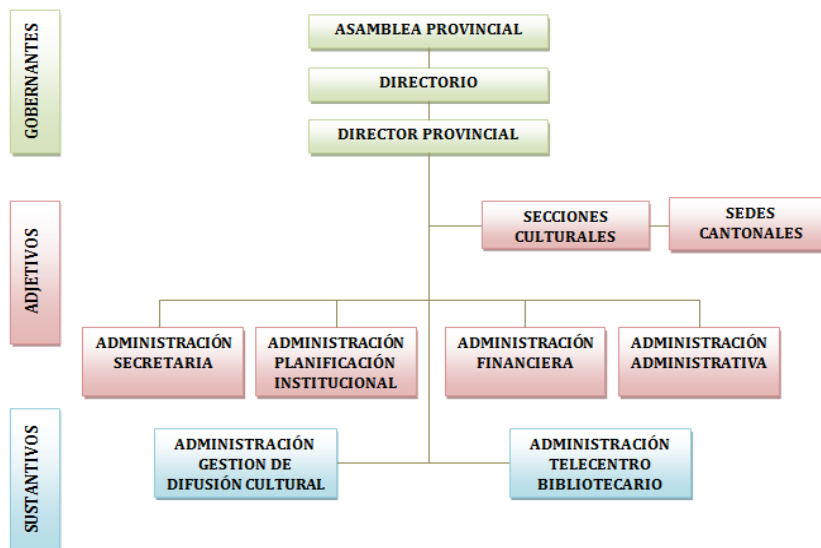 GOBERNANTES
ASAMBLEA PROVINCIAL
DIRECTORIO
DIRECTOR PROVINCIAL
ADJETIVOS
SECCIONES
CULTURALES
SEDES
CANTONALES
ADMINISTRACIÓN
SECRETARIA
ADMINISTRACIÓN
PLANIFICACIÓN
INSTITUCIONAL
ADMINISTRACIÓN
FINANCIERA
ADMINISTRACIÓN
ADMINISTRATIVA
SUSTANTIVOS
ADMINISTRACIÓN
GESTION DE
DIFUSIÓN CULTURAL
ADMINISTRACIÓN
TELECENTRO
BIBLIOTECARIO